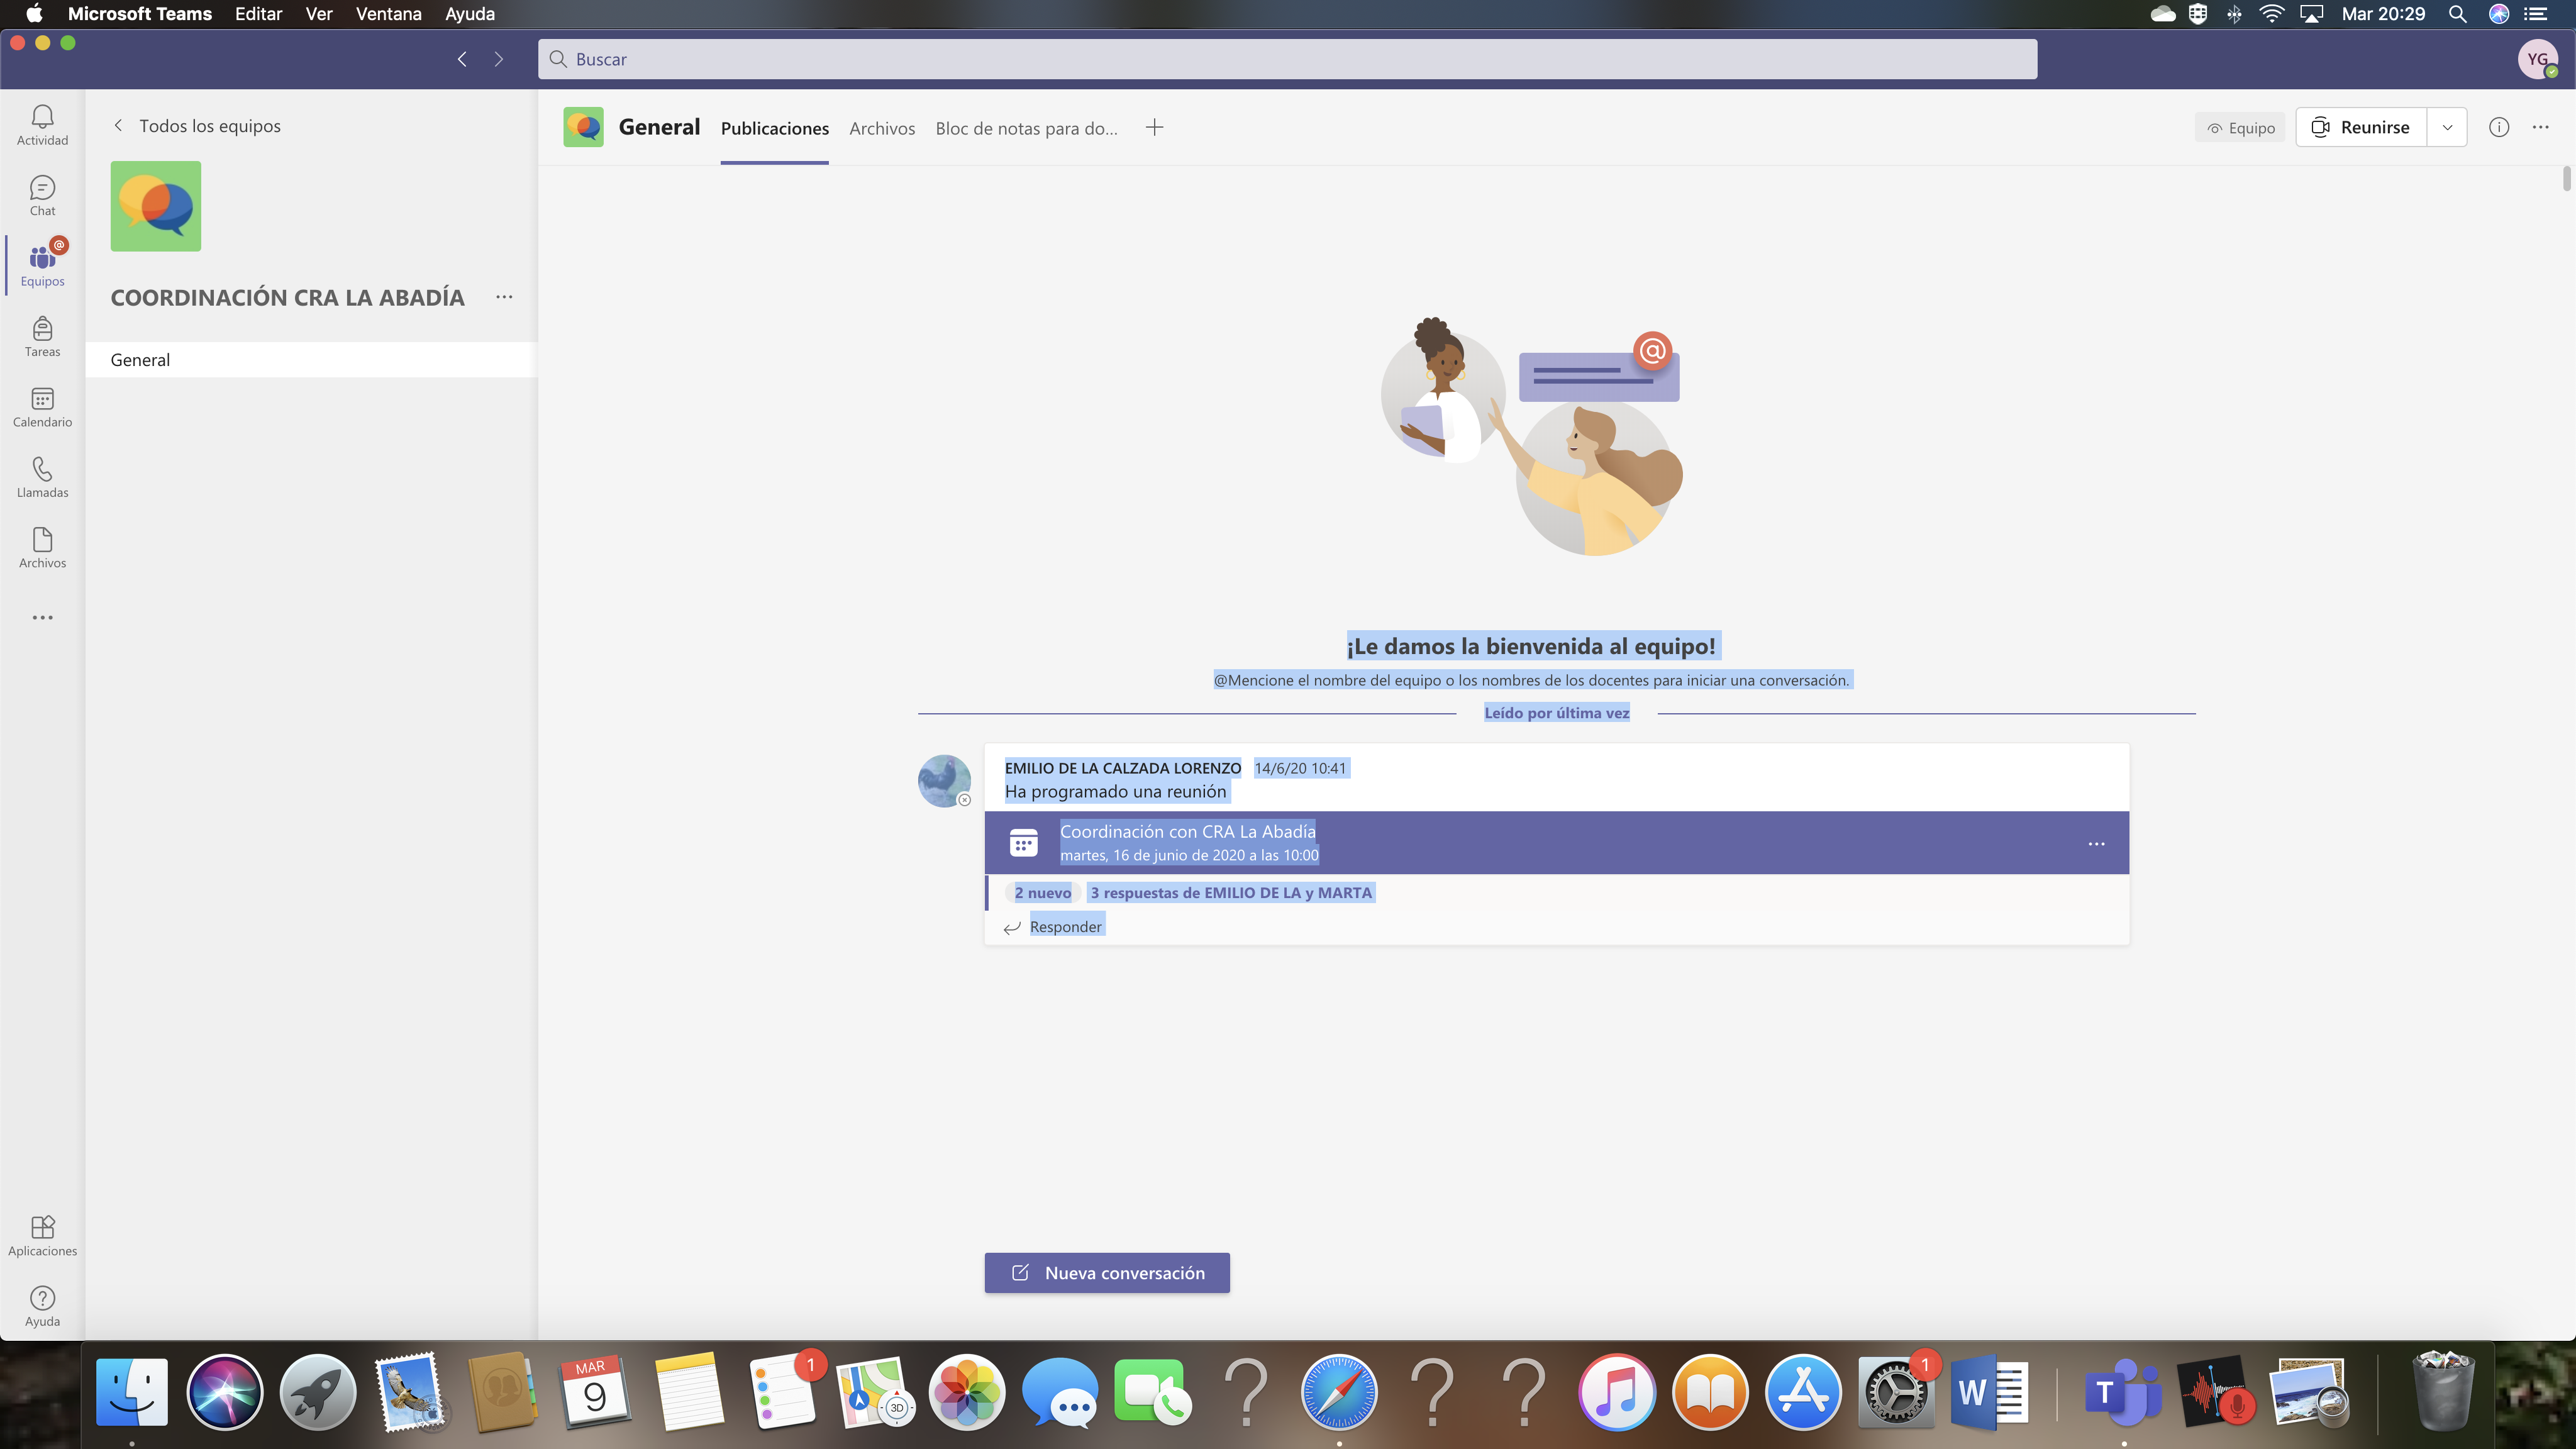 Microsoft Teams Editar Ver Ventana Ayuda
Mar 20:29
Buscar
YG
Actividad
Chat
@
Equipos
Tareas
Calendario
Llamadas
Archivos
Aplicaciones
Ayuda
Todos los equipos
COORDINACIÓN CRA LA ABADÍA
General
General Publicaciones Archivos Bloc de notas para do...
Equipo
Reunirse
@
¡Le damos la bienvenida al equipo!
@Mencione el nombre del equipo o los nombres de los docentes para iniciar una conversación.
Leído por última vez
EMILIO DE LA CALZADA LORENZO 14/6/20 10:41
Ha programado una reunión
Coordinación con CRA La Abadía
martes, 16 de junio de 2020 a las 10:00
2 nuevo 3 respuestas de EMILIO DE LA y MARTA
Responder
Nueva conversación
MAR
9
1
3D
1
W
T